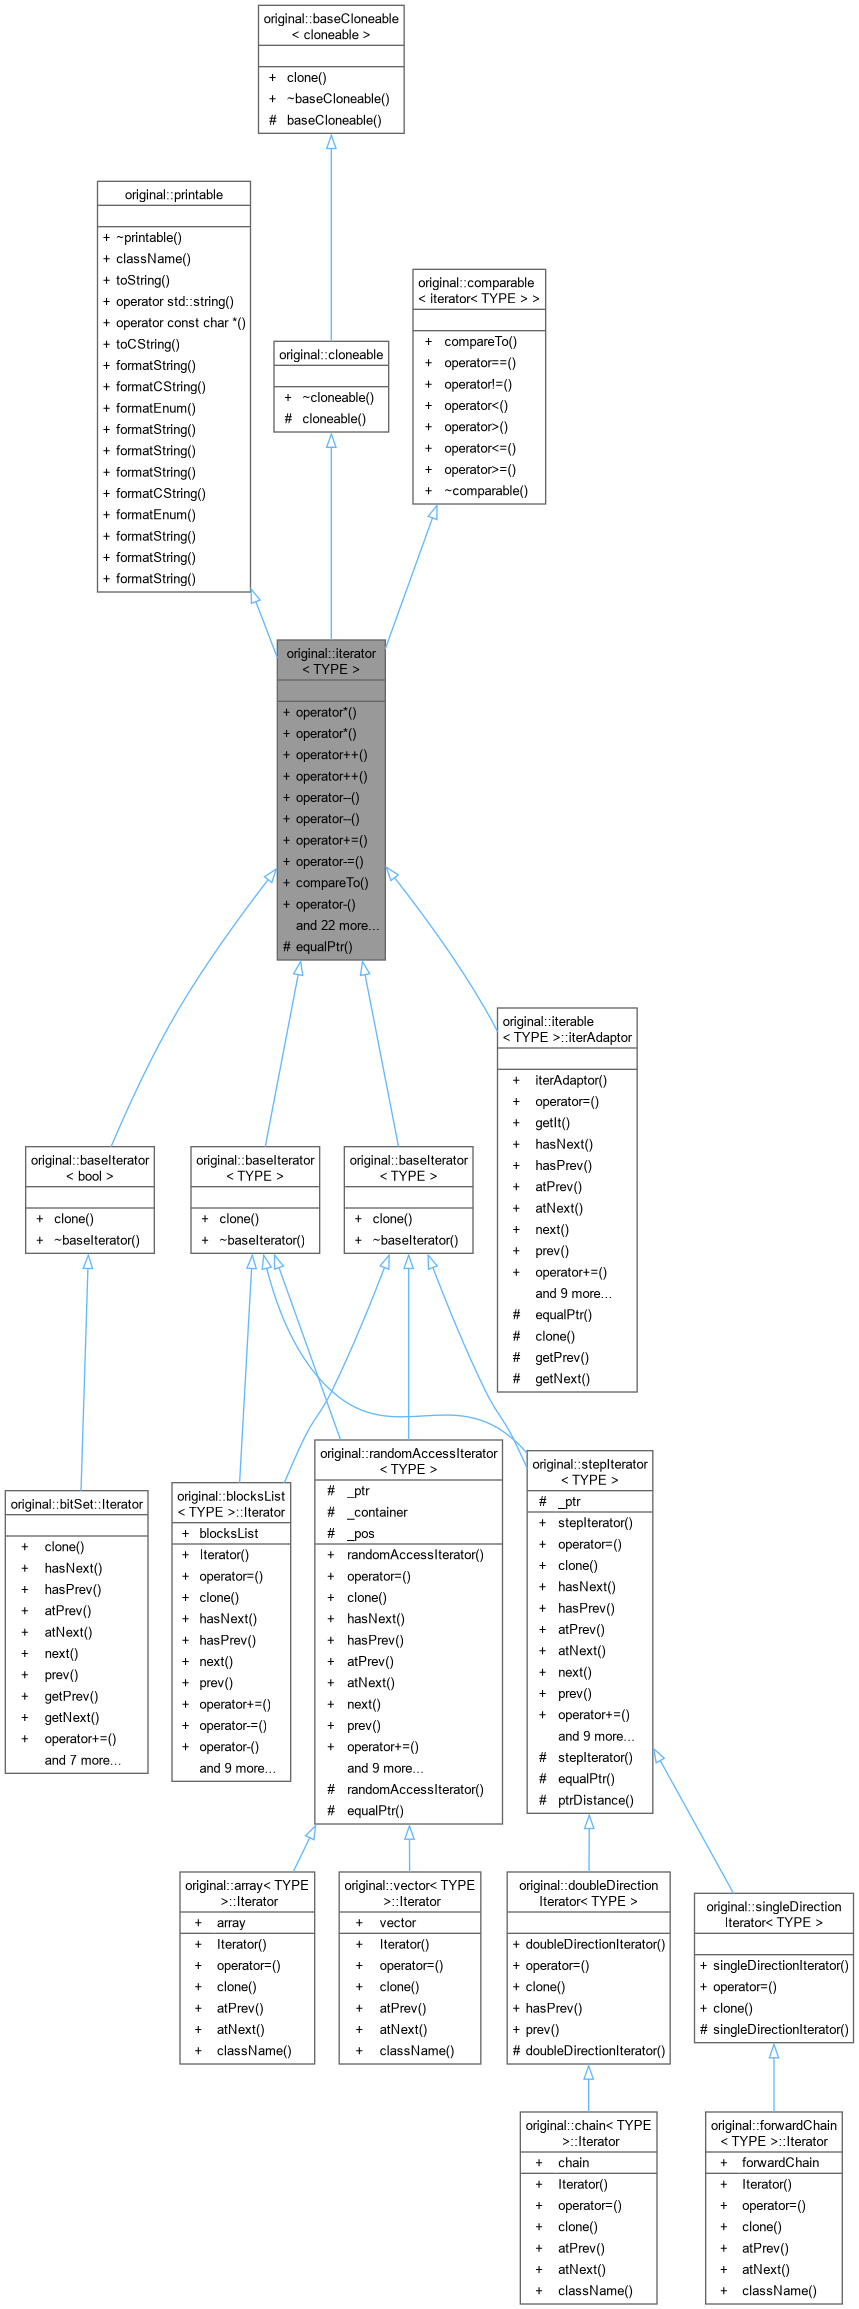 original::baseCloneable
< cloneable >
+ clone()
+ ~baseCloneable()
# baseCloneable()
original::printable
+ ~printable()
+ className()
+ toString()
+ operator std::string()
+ operator const char *()
+ toCString()
+ formatString()
+ formatCString()
+ formatEnum()
+ formatString()
+ formatString()
+ formatString()
+ formatCString()
+ formatEnum()
+ formatString()
+ formatString()
+ formatString()
original::cloneable
+ ~cloneable()
# cloneable()
original::comparable
< iterator< TYPE > >
+ compareTo()
+ operator==()
+ operator!=()
+ operator<()
+ operator>()
+ operator<=()
+ operator>=()
+ ~comparable()
original::iterator
< TYPE >
+ operator*()
+ operator*()
+ operator++()
+ operator++()
+ operator--()
+ operator--()
+ operator+=()
+ operator-=()
+ compareTo()
+ operator-()
and 22 more...
# equalPtr()
original::iterable
< TYPE >::iterAdaptor
+ iterAdaptor()
+ operator=()
+ getIt()
+ hasNext()
+ hasPrev()
+ atPrev()
+ atNext()
+ next()
+ prev()
+ operator+=()
and 9 more...
# equalPtr()
# clone()
# getPrev()
# getNext()
original::baseIterator
< bool >
+ clone()
+ ~baseIterator()
original::baseIterator
< TYPE >
+ clone()
+ ~baseIterator()
original::baseIterator
< TYPE >
+ clone()
+ ~baseIterator()
original::bitSet::Iterator
+ clone()
+ hasNext()
+ hasPrev()
+ atPrev()
+ atNext()
+ next()
+ prev()
+ getPrev()
+ getNext()
+ operator+=()
and 7 more...
original::blocksList
< TYPE >::Iterator
+ blocksList
+ Iterator()
+ operator=()
+ clone()
+ hasNext()
+ hasPrev()
+ next()
+ prev()
+ operator+=()
+ operator-=()
+ operator-()
and 9 more...
original::randomAccessIterator
< TYPE >
# _ptr
# _container
# _pos
+ randomAccessIterator()
+ operator=()
+ clone()
+ hasNext()
+ hasPrev()
+ atPrev()
+ atNext()
+ next()
+ prev()
+ operator+=()
and 9 more...
# randomAccessIterator()
# equalPtr()
original::stepIterator
< TYPE >
# _ptr
+ stepIterator()
+ operator=()
+ clone()
+ hasNext()
+ hasPrev()
+ atPrev()
+ atNext()
+ next()
+ prev()
+ operator+=()
and 9 more...
# stepIterator()
# equalPtr()
# ptrDistance()
original::array< TYPE
>::Iterator
+ array
+ Iterator()
+ operator=()
+ clone()
+ atPrev()
+ atNext()
+ className()
original::vector< TYPE
>::Iterator
+ vector
+ Iterator()
+ operator=()
+ clone()
+ atPrev()
+ atNext()
+ className()
original::doubleDirection
Iterator< TYPE >
+ doubleDirectionIterator()
+ operator=()
+ clone()
+ hasPrev()
+ prev()
# doubleDirectionIterator()
original::singleDirection
Iterator< TYPE >
+ singleDirectionIterator()
+ operator=()
+ clone()
# singleDirectionIterator()
original::chain< TYPE
>::Iterator
+ chain
+ Iterator()
+ operator=()
+ clone()
+ atPrev()
+ atNext()
+ className()
original::forwardChain
< TYPE >::Iterator
+ forwardChain
+ Iterator()
+ operator=()
+ clone()
+ atPrev()
+ atNext()
+ className()